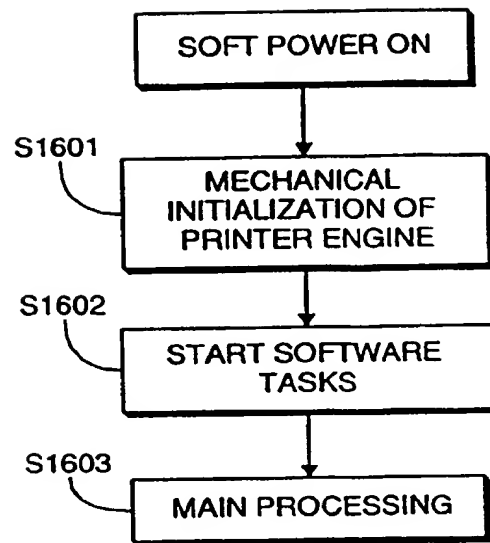 SOFT POWER ON
S1601
MECHANICAL
INITIALIZATION OF
PRINTER ENGINE
S1602
START SOFTWARE
TASKS
S1603
MAIN PROCESSING